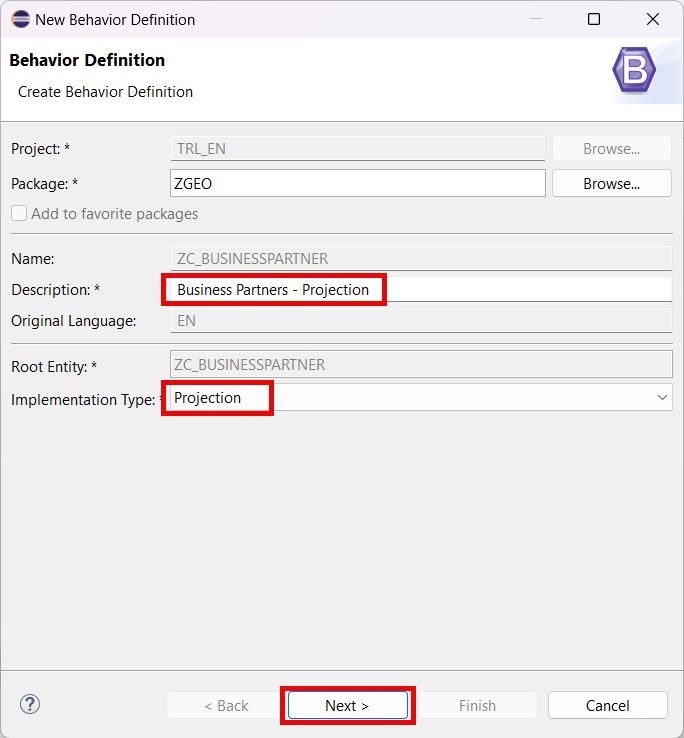 New Behavior Definition
Behavior Definition
Create Behavior Definition
B
Project: * TRL_EN Browse...
Package: * ZGEO Browse...
Add to favorite packages
Name: ZC_BUSINESSPARTNER
Description: * Business Partners - Projection
Original Language: EN
Root Entity: * ZC_BUSINESSPARTNER
Implementation Type: * Projection
? < Back Next > Finish Cancel